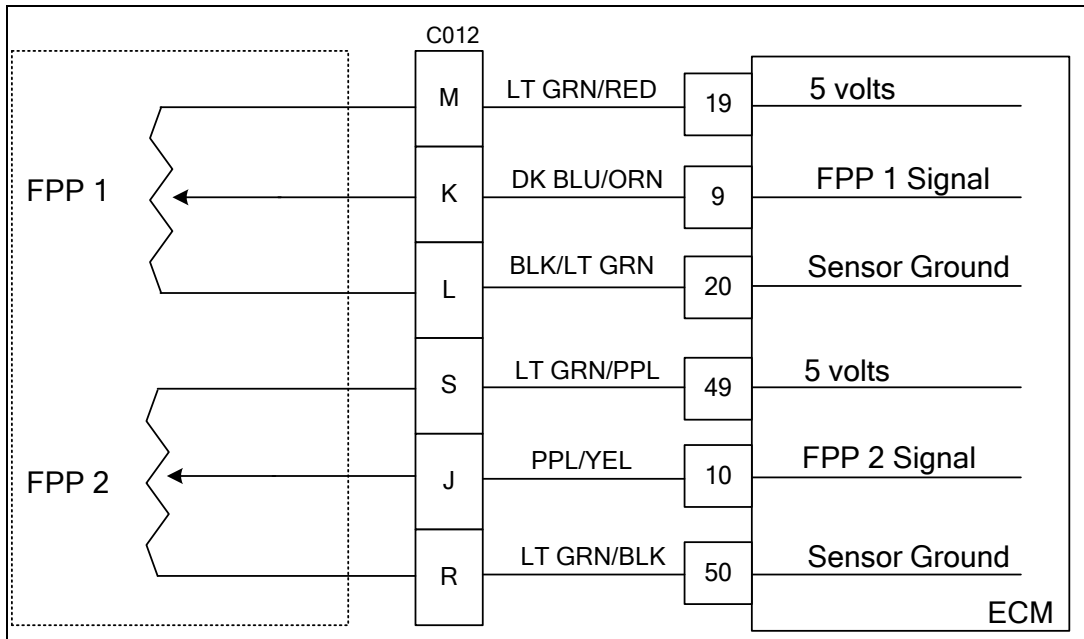 C012
FPP 1
M
LT GRN/RED
19
5 volts
K
DK BLU/ORN
9
FPP 1 Signal
L
BLK/LT GRN
20
Sensor Ground
FPP 2
S
LT GRN/PPL
49
5 volts
J
PPL/YEL
10
FPP 2 Signal
R
LT GRN/BLK
50
Sensor Ground
ECM